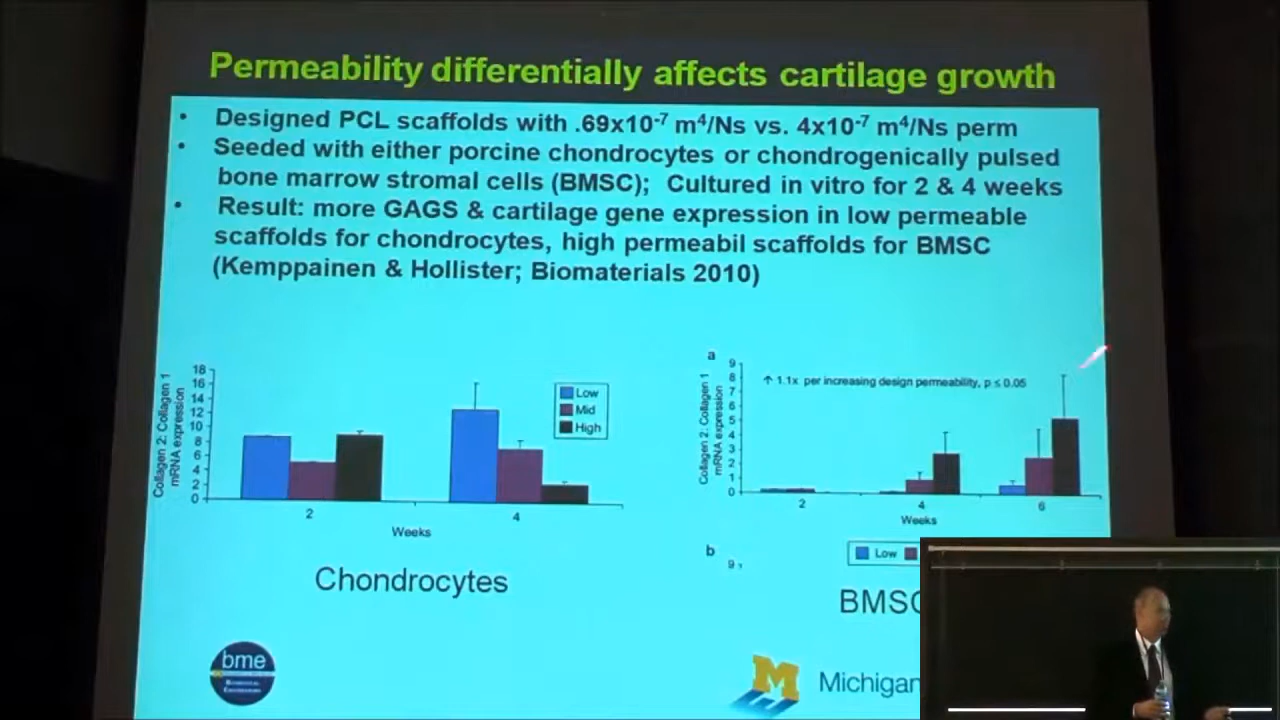 Permeability differentially affects cartilage growth
• Designed PCL scaffolds with .69x10⁻⁷ m⁴/Ns vs. 4x10⁻⁷ m⁴/Ns perm
• Seeded with either porcine chondrocytes or chondrogenically pulsed
bone marrow stromal cells (BMSC); Cultured in vitro for 2 & 4 weeks
• Result: more GAGS & cartilage gene expression in low permeable
scaffolds for chondrocytes, high permeabil scaffolds for BMSC
(Kemppainen & Hollister; Biomaterials 2010)
Collagen 2: Collagen 1
mRNA expression
18
16
14
12
10
8
6
4
2
0
2
4
Weeks
Low
Mid
High
Chondrocytes
a
Collagen 2: Collagen 1
mRNA expression
9
8
7
6
5
4
3
2
1
0
↑ 1.1x per increasing design permeability, p ≤ 0.05
2
4
6
Weeks
b
9
Low
BMSC
bme
M
Michigan